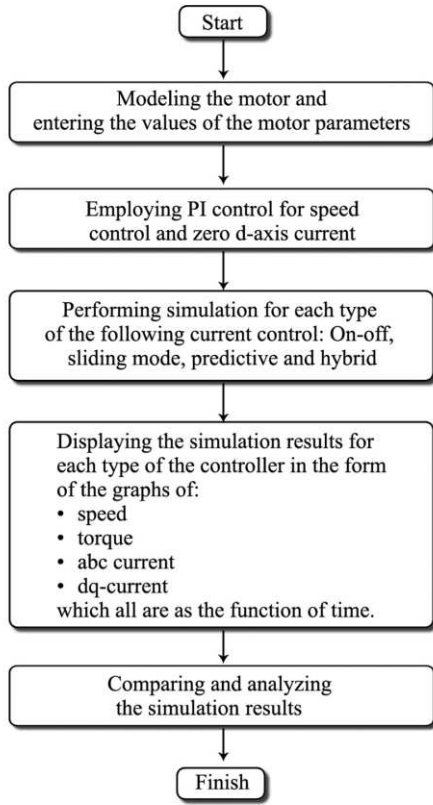 Start
Modeling the motor and
entering the values of the motor parameters
Employing PI control for speed
control and zero d-axis current
Performing simulation for each type
of the following current control: On-off,
sliding mode, predictive and hybrid
Displaying the simulation results for
each type of the controller in the form
of the graphs of:
• speed
• torque
• abc current
• dq-current
which all are as the function of time.
Comparing and analyzing
the simulation results
Finish